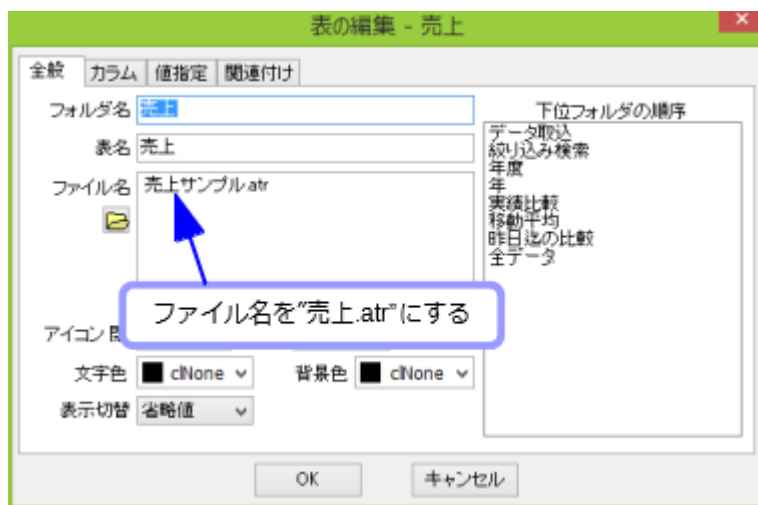 表の編集 - 売上
全般 カラム 値指定 関連付け
フォルダ名 売上
表名 売上
ファイル名 売上サンプル.atr
ファイル名を"売上.atr"にする
アイコン
文字色 clNone 背景色 clNone
表示切替 省略値
下位フォルダの順序
データ取込
絞り込み検索
年度
年
実績比較
移動平均
昨日迄の比較
全データ
OK キャンセル